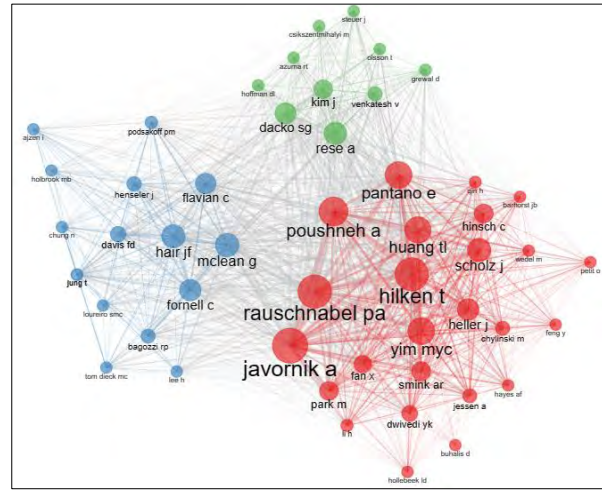 steuer j
csikszentmihalyi m
olsson t
azuma rt
grewal d
hoffman dl
kim j
venkatesh v
dacko sg
rese a
ajzen i
podsakoff pm
holbrook mb
henseler j
flavian c
chung n
davis fd
hair jf
mclean g
jung t
fornell c
loureiro smc
bagozzi rp
tom dieck mc
lee h
pantano e
qin h
barhorst jb
poushneh a
hinsch c
huang tl
scholz j
wedel m
petit o
hilken t
rauschnabel pa
heller j
feng y
chylinski m
yim myc
javornik a
fan x
smink ar
hayes af
park m
jessen a
dwivedi yk
li h
buhalis d
hollebeek ld